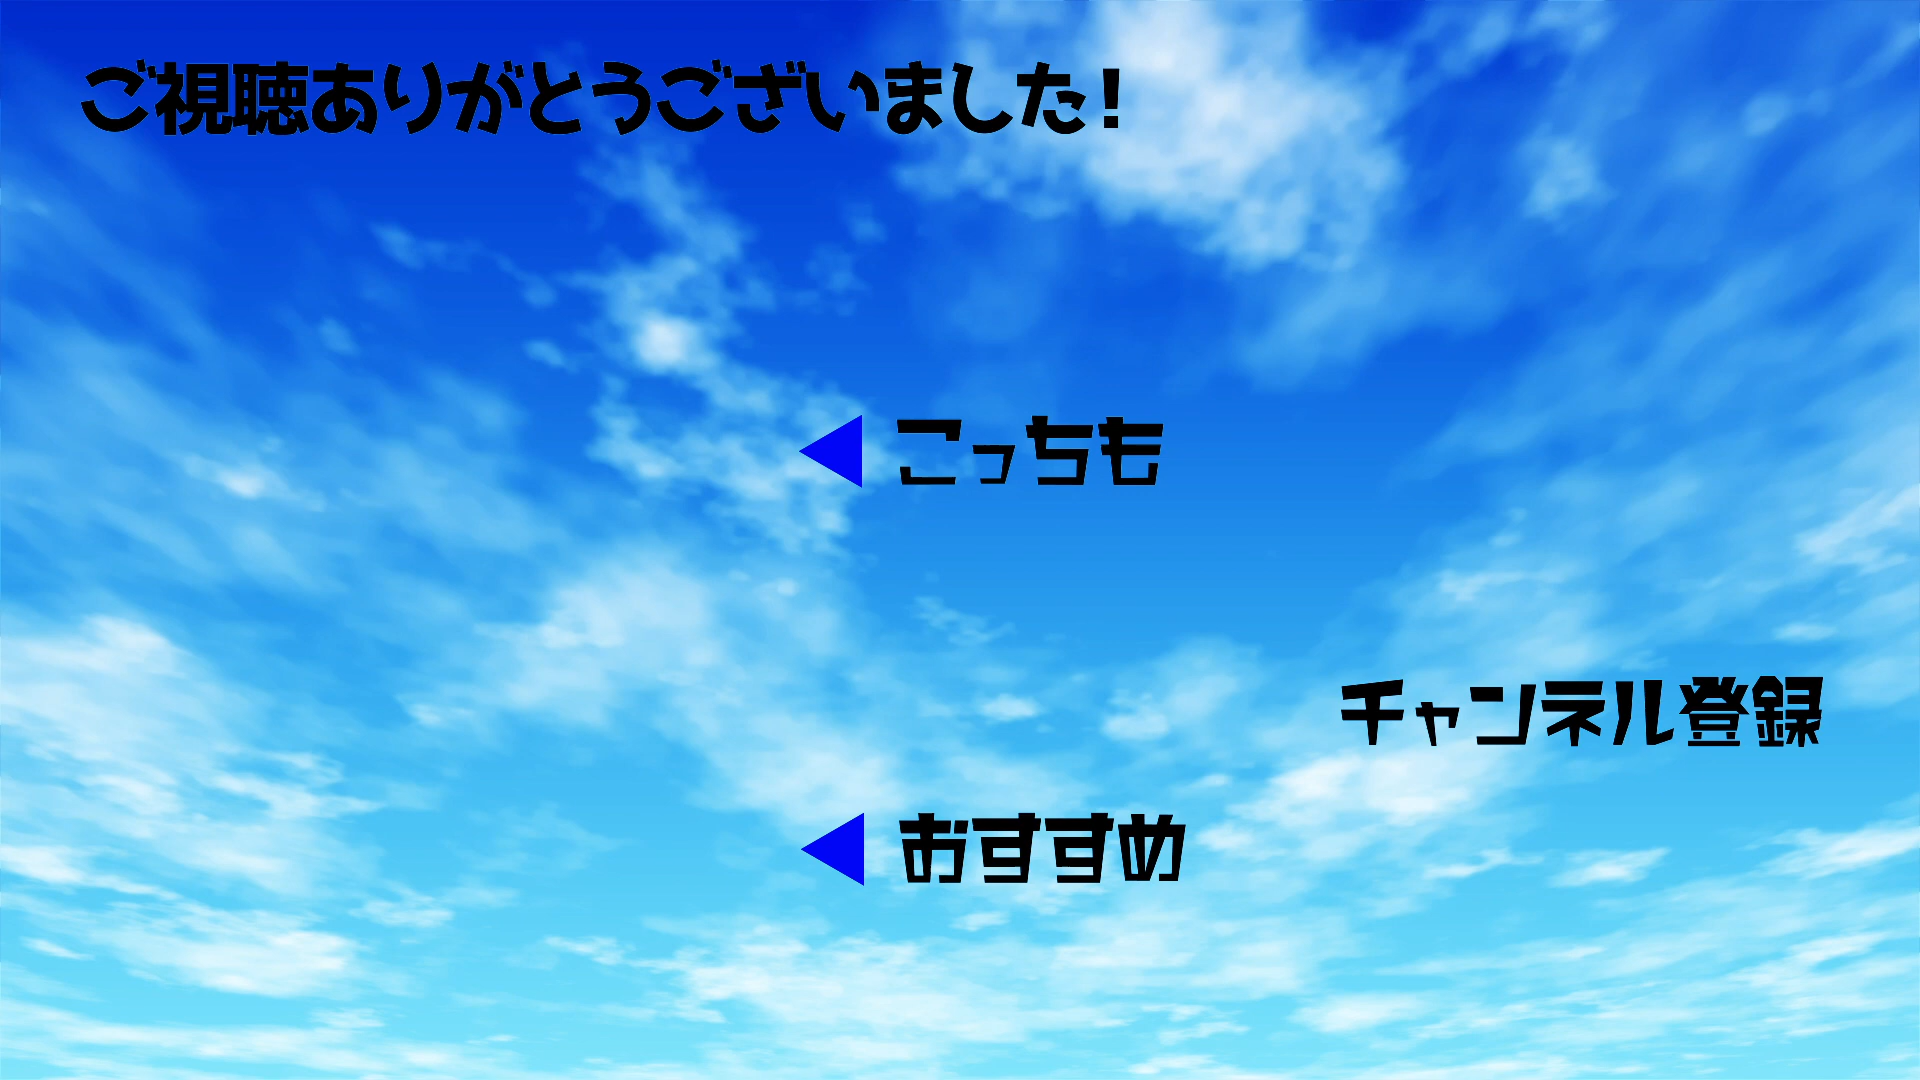 ご視聴ありがとうございました!
こっちも
チャンネル登録
おすすめ